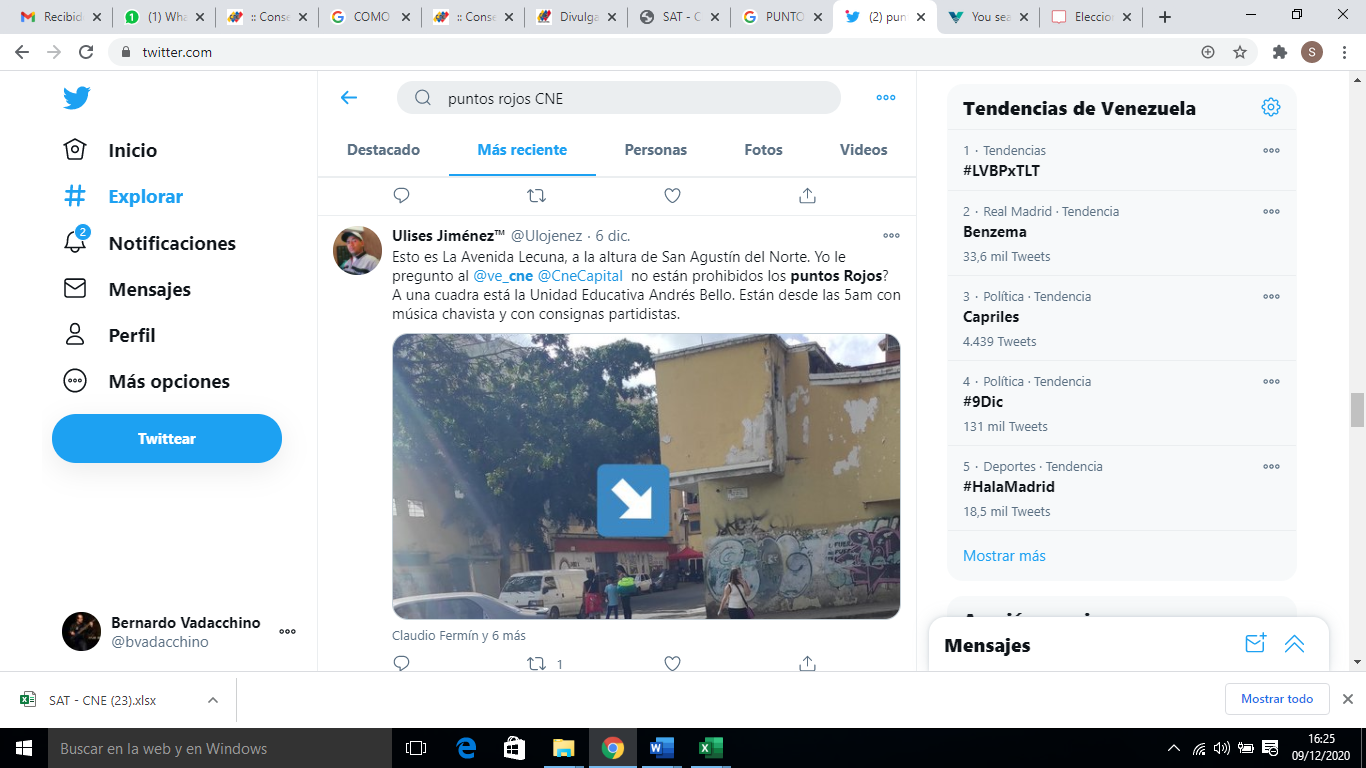 Recibid
(1) Wha
:: Conse
COMO
:: Conse
Divulga
SAT - C
PUNTO
(2) pun
You sea
Eleccion
twitter.com
S
puntos rojos CNE
Destacado
Más reciente
Personas
Fotos
Videos
Inicio
Explorar
2
Notificaciones
Mensajes
Perfil
Más opciones
Twittear
Bernardo Vadacchino
@bvadacchino
Ulises Jiménez™ @Ulojenez · 6 dic.
Esto es La Avenida Lecuna, a la altura de San Agustín del Norte. Yo le
pregunto al @ve_cne @CneCapital no están prohibidos los puntos Rojos?
A una cuadra está la Unidad Educativa Andrés Bello. Están desde las 5am con
música chavista y con consignas partidistas.
Claudio Fermín y 6 más
1
Tendencias de Venezuela
1 · Tendencias
#LVBPxTLT
2 · Real Madrid · Tendencia
Benzema
33,6 mil Tweets
3 · Política · Tendencia
Capriles
4.439 Tweets
4 · Política · Tendencia
#9Dic
131 mil Tweets
5 · Deportes · Tendencia
#HalaMadrid
18,5 mil Tweets
Mostrar más
Mensajes
SAT - CNE (23).xlsx
Mostrar todo
Buscar en la web y en Windows
16:25
09/12/2020